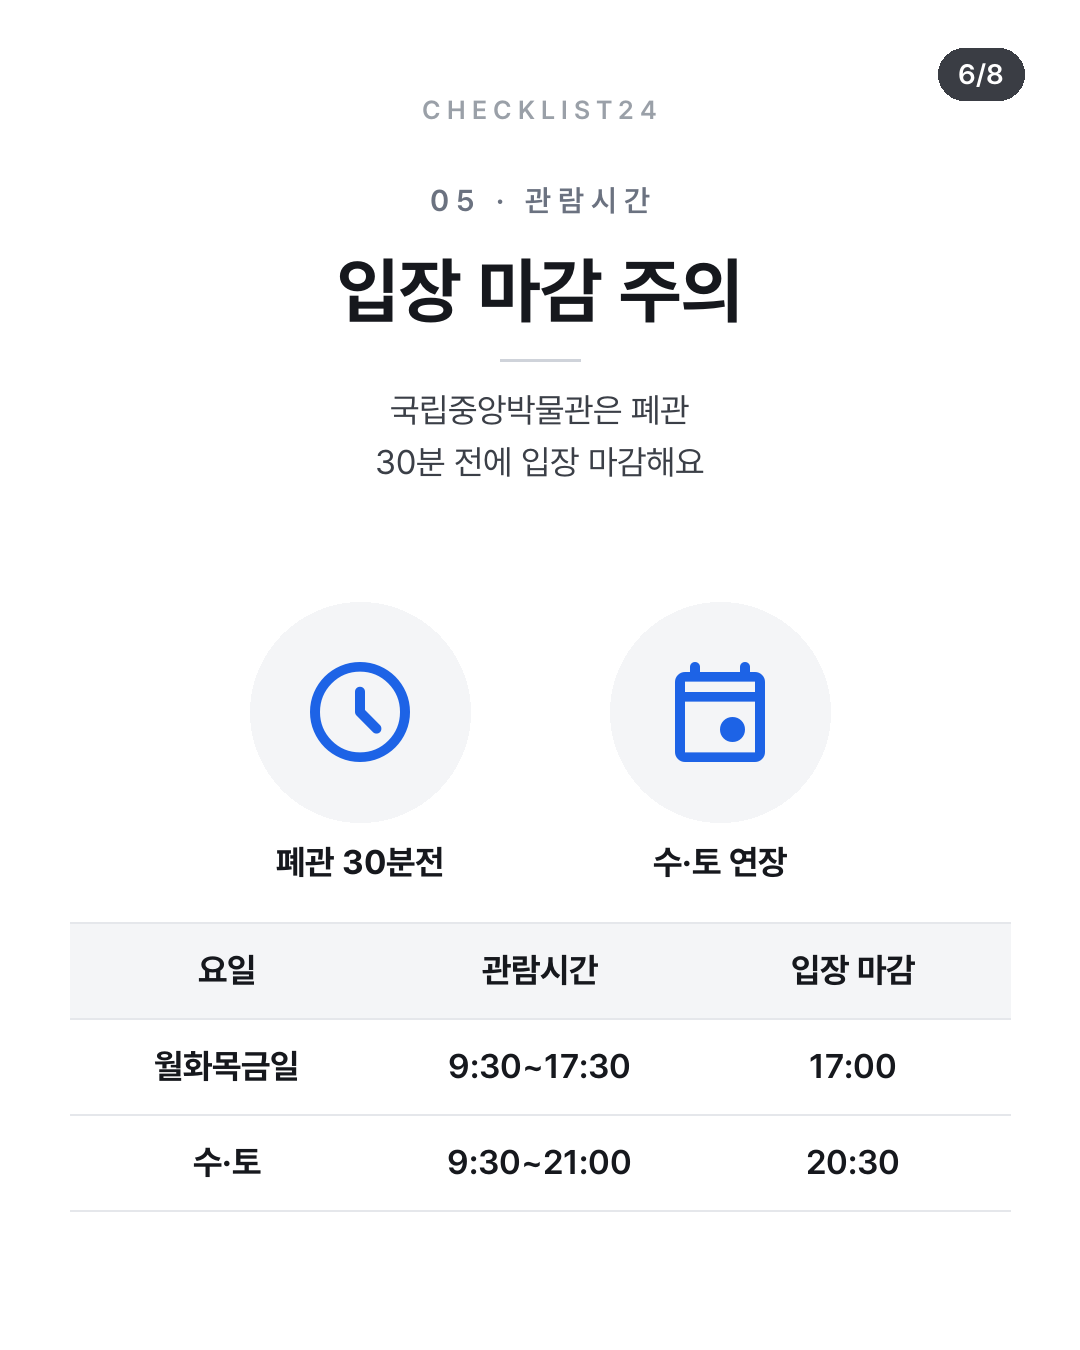 6/8
CHECKLIST24
05 · 관람시간
입장 마감 주의
국립중앙박물관은 폐관
30분 전에 입장 마감해요
폐관 30분전 수·토 연장
요일 관람시간 입장 마감
월화목금일 9:30~17:30 17:00
수·토 9:30~21:00 20:30